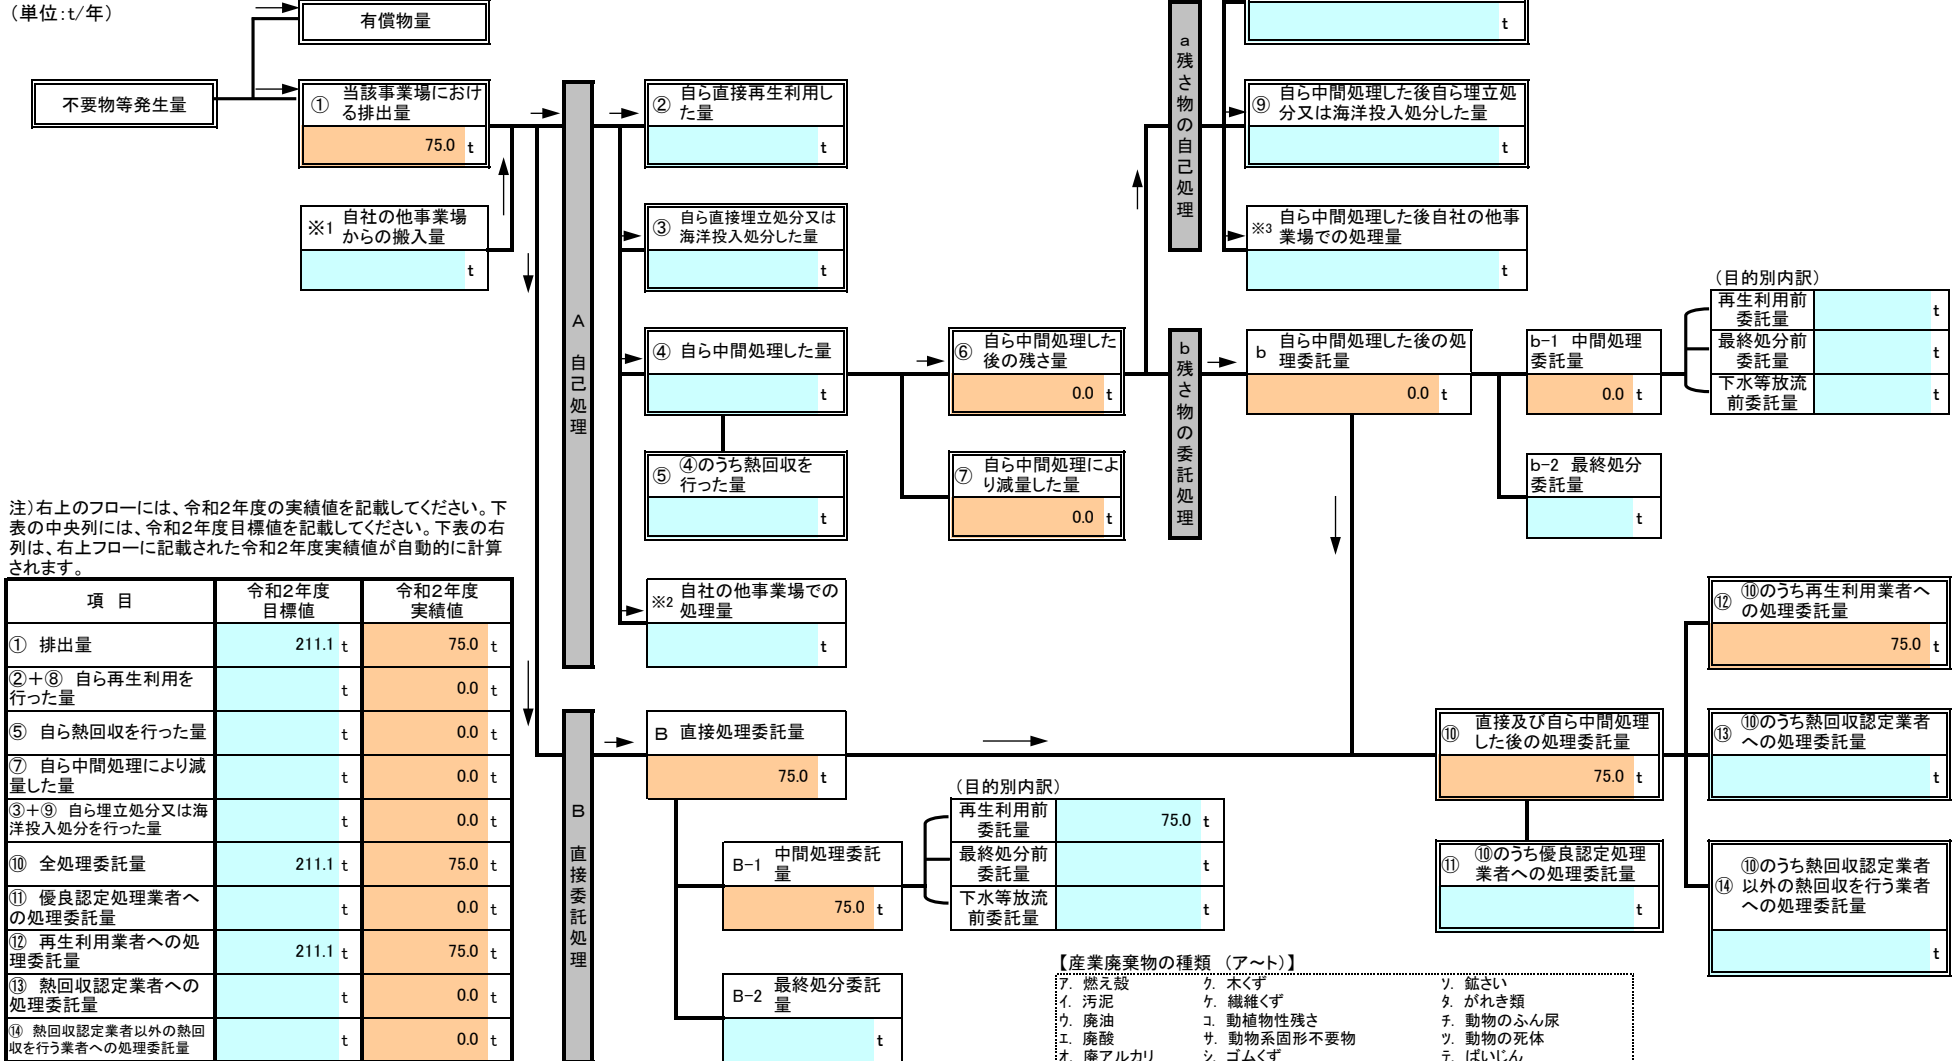 （単位：t/年）
有償物量
不要物等発生量
① 当該事業場におけ
る排出量
75.0 t
※1 自社の他事業場
からの搬入量
t
A 自己処理
② 自ら直接再生利用し
た量
t
③ 自ら直接埋立処分又は
海洋投入処分した量
t
④ 自ら中間処理した量
t
⑤ ④のうち熱回収を
行った量
t
※2 自社の他事業場での
処理量
t
⑥ 自ら中間処理した
後の残さ量
0.0 t
⑦ 自ら中間処理によ
り減量した量
0.0 t
a残さ物の自己処理
t
⑨ 自ら中間処理した後自ら埋立処
分又は海洋投入処分した量
t
※3 自ら中間処理した後自社の他事
業場での処理量
t
b残さ物の委託処理
b 自ら中間処理した後の処
理委託量
0.0 t
b-1 中間処理
委託量
0.0 t
b-2 最終処分
委託量
t
（目的別内訳）
再生利用前
委託量
t
最終処分前
委託量
t
下水等放流
前委託量
t
注）右上のフローには、令和２年度の実績値を記載してください。下
表の中央列には、令和２年度目標値を記載してください。下表の右
列は、右上フローに記載された令和２年度実績値が自動的に計算
されます。
項 目 令和２年度 目標値 令和２年度 実績値
① 排出量 211.1 t 75.0 t
②＋⑧ 自ら再生利用を
行った量 t 0.0 t
⑤ 自ら熱回収を行った量 t 0.0 t
⑦ 自ら中間処理により減
量した量 t 0.0 t
③＋⑨ 自ら埋立処分又は海
洋投入処分を行った量 t 0.0 t
⑩ 全処理委託量 211.1 t 75.0 t
⑪ 優良認定処理業者へ
の処理委託量 t 0.0 t
⑫ 再生利用業者への処
理委託量 211.1 t 75.0 t
⑬ 熱回収認定業者への
処理委託量 t 0.0 t
⑭ 熱回収認定業者以外の熱回
収を行う業者への処理委託量 t 0.0 t
B 直接委託処理
B 直接処理委託量
75.0 t
B-1 中間処理委託
量
75.0 t
B-2 最終処分委託
量
t
（目的別内訳）
再生利用前
委託量
75.0 t
最終処分前
委託量
t
下水等放流
前委託量
t
⑩ 直接及び自ら中間処理
した後の処理委託量
75.0 t
⑪ ⑩のうち優良認定処理
業者への処理委託量
t
⑫ ⑩のうち再生利用業者へ
の処理委託量
75.0 t
⑬ ⑩のうち熱回収認定業者
への処理委託量
t
⑭ ⑩のうち熱回収認定業者
以外の熱回収を行う業者
への処理委託量
t
【産業廃棄物の種類 （ア～ト）】
ア. 燃え殻 ク. 木くず ソ. 鉱さい
イ. 汚泥 ケ. 繊維くず タ. がれき類
ウ. 廃油 コ. 動植物性残さ チ. 動物のふん尿
エ. 廃酸 サ. 動物系固形不要物 ツ. 動物の死体
オ. 廃アルカリ シ. ゴムくず テ. ばいじん